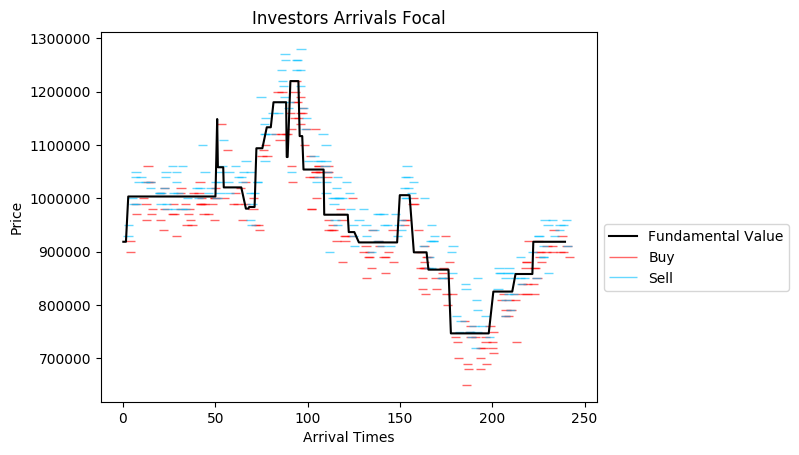 Investors Arrivals Focal
Price
1300000
1200000
1100000
1000000
900000
800000
700000
0 50 100 150 200 250
Arrival Times
Fundamental Value
Buy
Sell